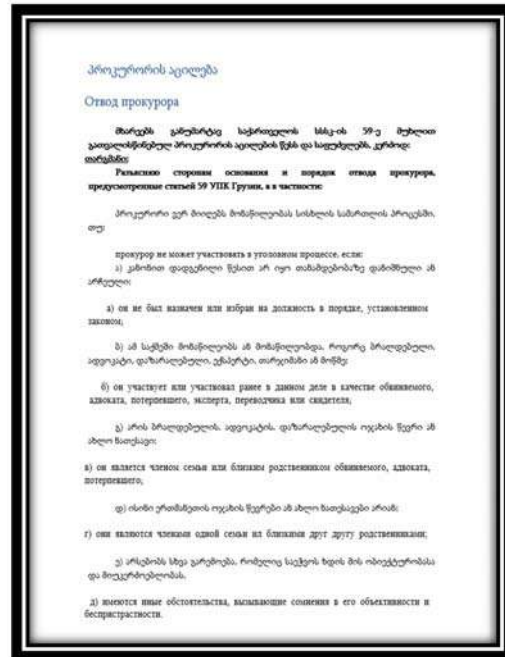 პროკურორის აცილება
Отвод прокурора
მხარეებს განუმარტავ საქართველოს სსსკ-ის 59-ე მუხლით
გათვალისწინებულ პროკურორის აცილების წესს და საფუძვლებს, კერძოდ:
თარგმანი:
Разъясняю сторонам основания и порядок отвода прокурора,
предусмотренные статьей 59 УПК Грузии, а в частности:
პროკურორი ვერ მიიღებს მონაწილეობას სისხლის სამართლის პროცესში,
თუ:
прокурор не может участвовать в уголовном процессе, если:
ა) კანონით დადგენილი წესით არ იყო თანამდებობაზე დანიშნული ან
არჩეული;
а) он не был назначен или избран на должность в порядке, установленном
законом;
ბ) ამ საქმეში მონაწილეობს ან მონაწილეობდა, როგორც ბრალდებული,
ადვოკატი, დაზარალებული, ექსპერტი, თარჯიმანი ან მოწმე;
б) он участвует или участвовал ранее в данном деле в качестве обвиняемого,
адвоката, потерпевшего, эксперта, переводчика или свидетеля;
გ) არის ბრალდებულის, ადვოკატის, დაზარალებულის ოჯახის წევრი ან
ახლო ნათესავი;
в) он является членом семьи или близким родственником обвиняемого, адвоката,
потерпевшего;
დ) ისინი ერთმანეთის ოჯახის წევრები ან ახლო ნათესავები არიან;
г) они являются членами одной семьи ил близкими друг другу родственниками;
ე) არსებობს სხვა გარემოება, რომელიც საეჭვოს ხდის მის ობიექტურობასა
და მიუკერძოებლობას.
д) имеются иные обстоятельства, вызывающие сомнения в его объективности и
беспристрастности.